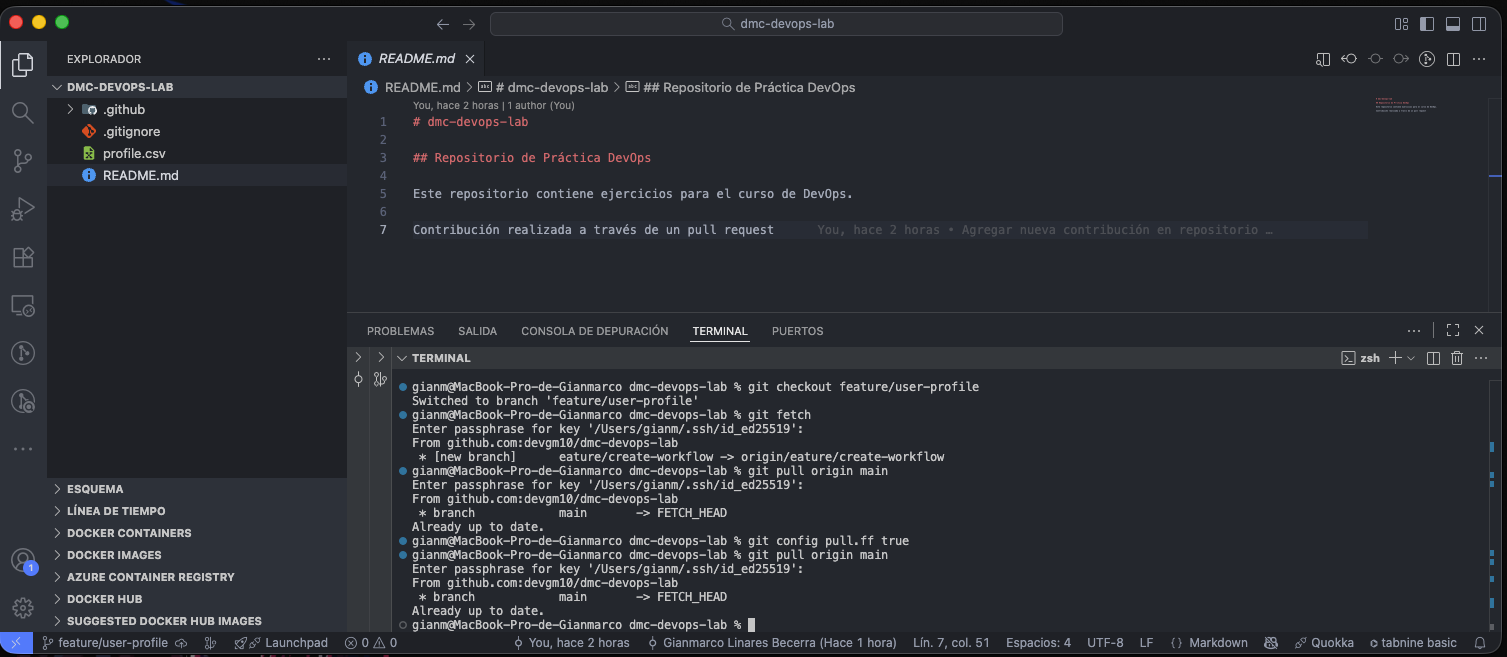 dmc-devops-lab
EXPLORADOR
DMC-DEVOPS-LAB
.github
.gitignore
profile.csv
README.md
ESQUEMA
LÍNEA DE TIEMPO
DOCKER CONTAINERS
DOCKER IMAGES
AZURE CONTAINER REGISTRY
DOCKER HUB
SUGGESTED DOCKER HUB IMAGES
1
README.md
README.md > # dmc-devops-lab > ## Repositorio de Práctica DevOps
You, hace 2 horas | 1 author (You)
1 # dmc-devops-lab
2
3 ## Repositorio de Práctica DevOps
4
5 Este repositorio contiene ejercicios para el curso de DevOps.
6
7 Contribución realizada a través de un pull request You, hace 2 horas • Agregar nueva contribución en repositorio …
PROBLEMAS SALIDA CONSOLA DE DEPURACIÓN TERMINAL PUERTOS
TERMINAL
zsh
gianm@MacBook-Pro-de-Gianmarco dmc-devops-lab % git checkout feature/user-profile
Switched to branch 'feature/user-profile'
gianm@MacBook-Pro-de-Gianmarco dmc-devops-lab % git fetch
Enter passphrase for key '/Users/gianm/.ssh/id_ed25519':
From github.com:devgm10/dmc-devops-lab
* [new branch] eature/create-workflow -> origin/eature/create-workflow
gianm@MacBook-Pro-de-Gianmarco dmc-devops-lab % git pull origin main
Enter passphrase for key '/Users/gianm/.ssh/id_ed25519':
From github.com:devgm10/dmc-devops-lab
* branch main -> FETCH_HEAD
Already up to date.
gianm@MacBook-Pro-de-Gianmarco dmc-devops-lab % git config pull.ff true
gianm@MacBook-Pro-de-Gianmarco dmc-devops-lab % git pull origin main
Enter passphrase for key '/Users/gianm/.ssh/id_ed25519':
From github.com:devgm10/dmc-devops-lab
* branch main -> FETCH_HEAD
Already up to date.
gianm@MacBook-Pro-de-Gianmarco dmc-devops-lab %
feature/user-profile Launchpad 0 0 You, hace 2 horas Gianmarco Linares Becerra (Hace 1 hora) Lín. 7, col. 51 Espacios: 4 UTF-8 LF {} Markdown Quokka tabnine basic